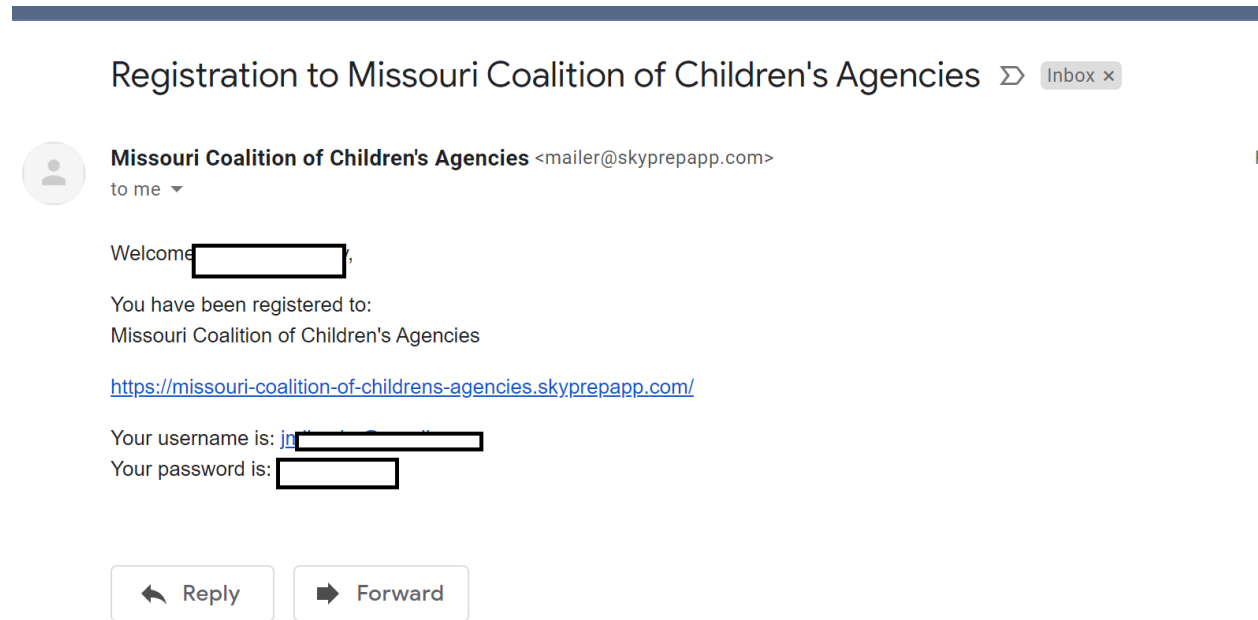 Registration to Missouri Coalition of Children's Agencies Inbox ×
Missouri Coalition of Children's Agencies <mailer@skyprepapp.com>
to me
Welcome ,
You have been registered to:
Missouri Coalition of Children's Agencies
https://missouri-coalition-of-childrens-agencies.skyprepapp.com/
Your username is:
Your password is:
Reply Forward